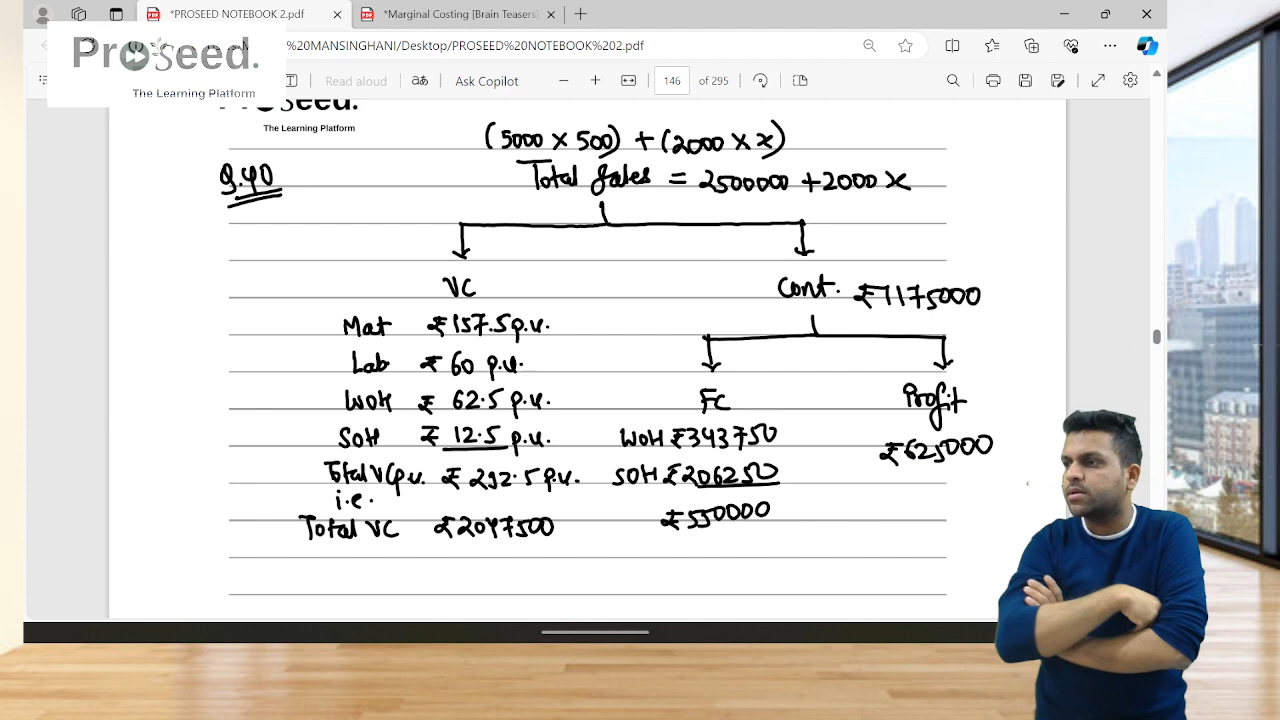 *PROSEED NOTEBOOK 2.pdf
*Marginal Costing [Brain Teasers]
%20MANSINGHANI/Desktop/PROSEED%20NOTEBOOK%202.pdf
Proseed.
The Learning Platform
Read aloud
Ask Copilot
146 of 295
The Learning Platform
(5000 × 500) + (2000 × x)
Q.40
Total Sales = 2500000 + 2000 x
VC
Cont. ₹1175000
Mat ₹157.5 p.u.
Lab ₹ 60 p.u.
WOH ₹ 62.5 p.u.
FC
Profit
SOH ₹ 12.5 p.u.
WOH ₹343750
₹625000
Total VC p.u. ₹ 292.5 p.u.
SOH ₹206250
i.e.
₹550000
Total VC ₹2047500